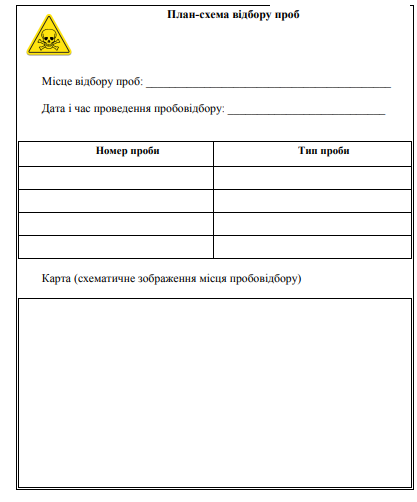 План-схема відбору проб
Місце відбору проб: ___________________________________________
Дата і час проведення пробовідбору: ____________________________
Номер проби
Тип проби
Карта (схематичне зображення місця пробовідбору)